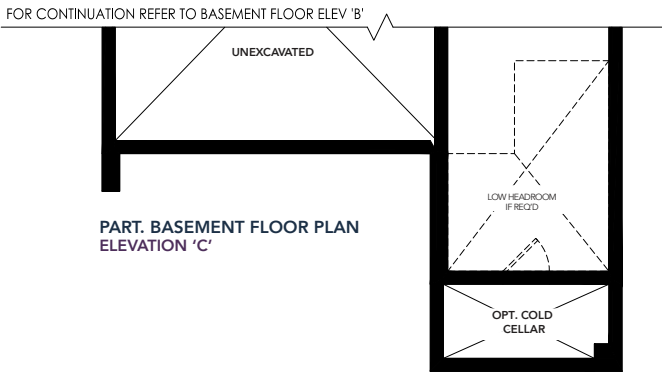 FOR CONTINUATION REFER TO BASEMENT FLOOR ELEV 'B'
UNEXCAVATED
LOW HEADROOM
IF REQ'D
PART. BASEMENT FLOOR PLAN
ELEVATION ‘C’
OPT. COLD
CELLAR